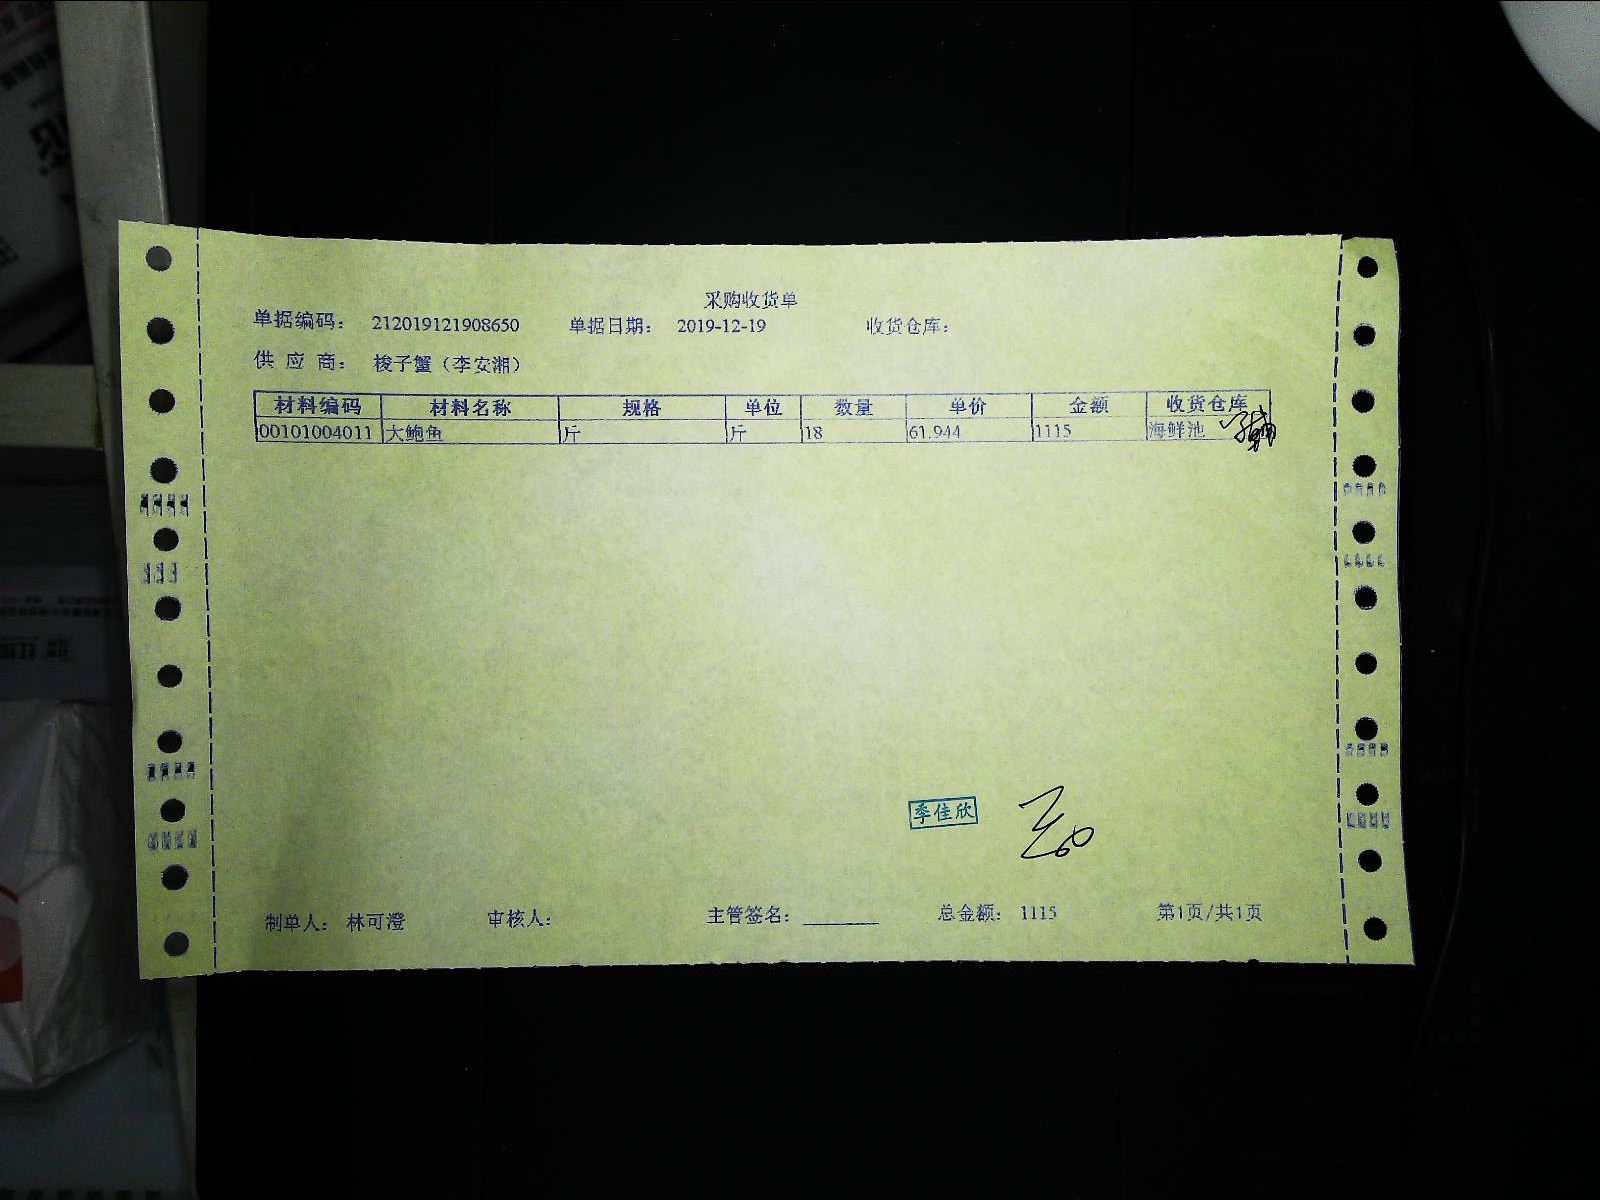 采购收货单
单据编码： 212019121908650 单据日期： 2019-12-19 收货仓库：
供 应 商： 梭子蟹（李安湘）
材料编码 材料名称 规格 单位 数量 单价 金额 收货仓库
00101004011 大鲍鱼 斤 斤 18 61.944 1115 海鲜池
季佳欣
制单人： 林可澄 审核人： 主管签名： ________ 总金额： 1115 第1页/共1页